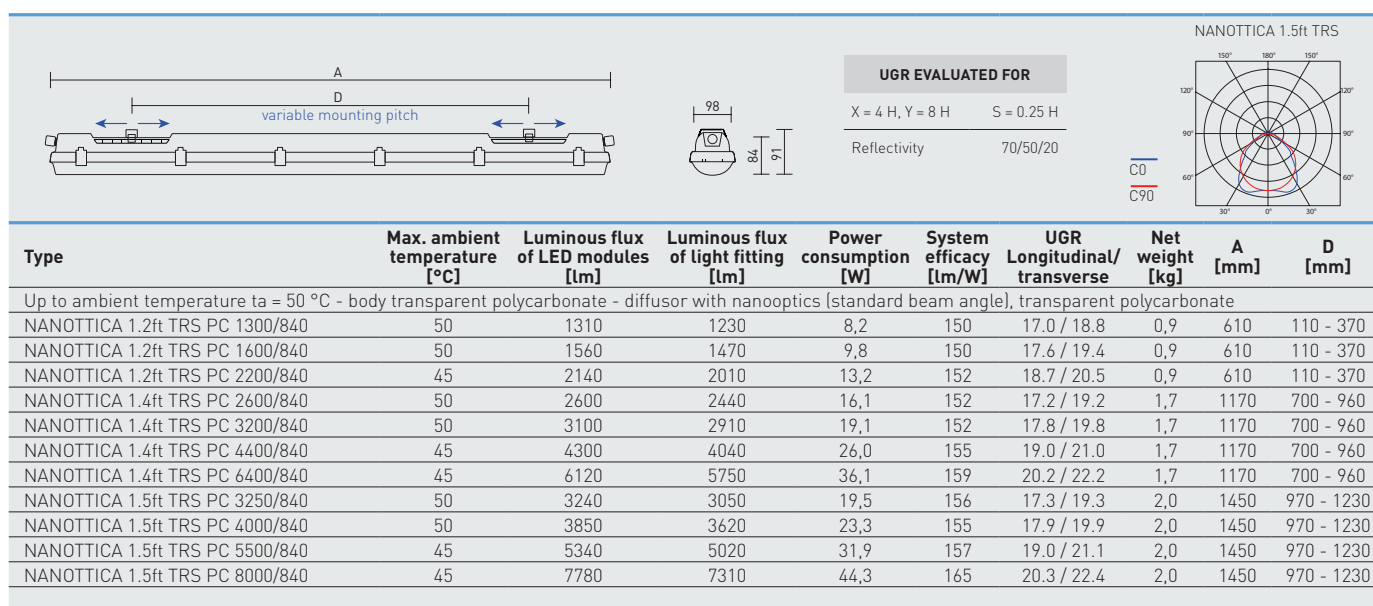 NANOTTICA 1.5ft TRS
A
D
variable mounting pitch
98
84
91
UGR EVALUATED FOR
X = 4 H, Y = 8 H S = 0.25 H
Reflectivity 70/50/20
150° 180° 150°
120° 120°
90° 90°
60° 60°
30° 0° 30°
C0
C90
Type Max. ambient temperature [°C] Luminous flux of LED modules [lm] Luminous flux of light fitting [lm] Power consumption [W] System efficacy [lm/W] UGR Longitudinal/ transverse Net weight [kg] A [mm] D [mm]
Up to ambient temperature ta = 50 °C - body transparent polycarbonate - diffusor with nanooptics (standard beam angle), transparent polycarbonate
NANOTTICA 1.2ft TRS PC 1300/840 50 1310 1230 8,2 150 17.0 / 18.8 0,9 610 110 - 370
NANOTTICA 1.2ft TRS PC 1600/840 50 1560 1470 9,8 150 17.6 / 19.4 0,9 610 110 - 370
NANOTTICA 1.2ft TRS PC 2200/840 45 2140 2010 13,2 152 18.7 / 20.5 0,9 610 110 - 370
NANOTTICA 1.4ft TRS PC 2600/840 50 2600 2440 16,1 152 17.2 / 19.2 1,7 1170 700 - 960
NANOTTICA 1.4ft TRS PC 3200/840 50 3100 2910 19,1 152 17.8 / 19.8 1,7 1170 700 - 960
NANOTTICA 1.4ft TRS PC 4400/840 45 4300 4040 26,0 155 19.0 / 21.0 1,7 1170 700 - 960
NANOTTICA 1.4ft TRS PC 6400/840 45 6120 5750 36,1 159 20.2 / 22.2 1,7 1170 700 - 960
NANOTTICA 1.5ft TRS PC 3250/840 50 3240 3050 19,5 156 17.3 / 19.3 2,0 1450 970 - 1230
NANOTTICA 1.5ft TRS PC 4000/840 50 3850 3620 23,3 155 17.9 / 19.9 2,0 1450 970 - 1230
NANOTTICA 1.5ft TRS PC 5500/840 45 5340 5020 31,9 157 19.0 / 21.1 2,0 1450 970 - 1230
NANOTTICA 1.5ft TRS PC 8000/840 45 7780 7310 44,3 165 20.3 / 22.4 2,0 1450 970 - 1230